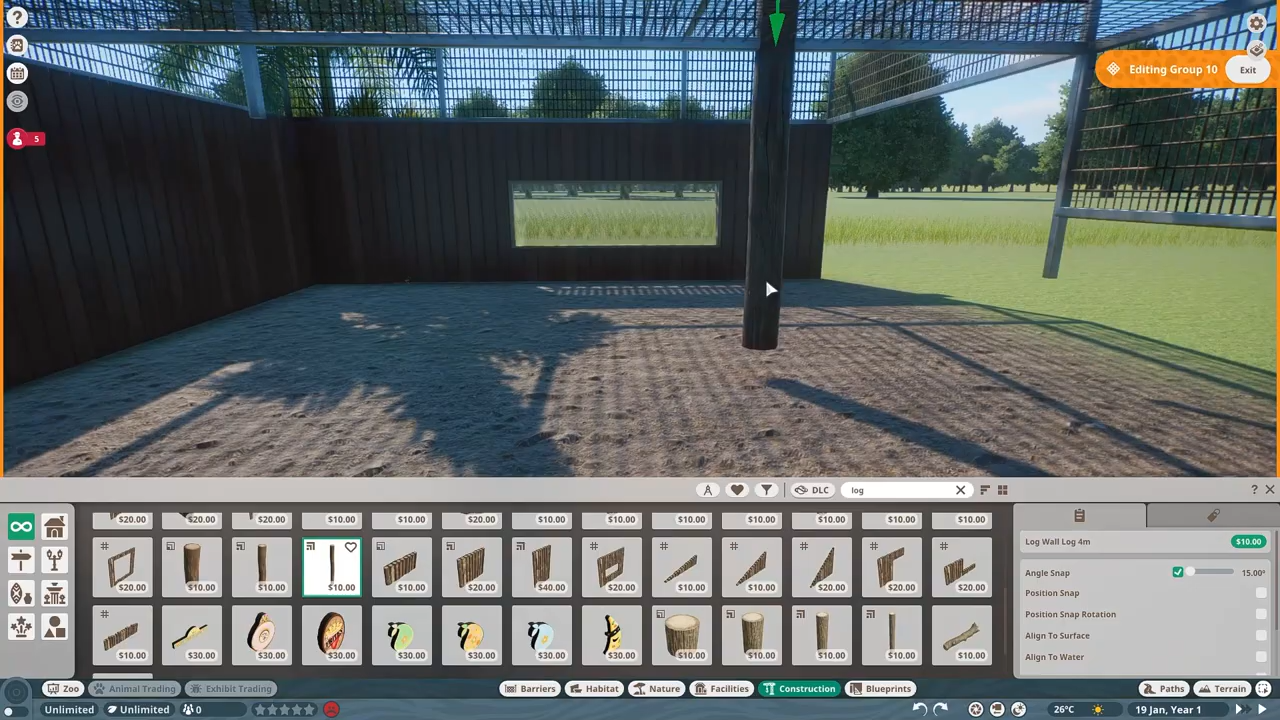 ?
Editing Group 10 Exit
5
DLC log ?
$20.00 $20.00 $20.00 $10.00 $10.00 $20.00 $10.00 $10.00 $10.00 $10.00 $10.00 $10.00 $20.00
$20.00 $10.00 $10.00 $10.00 $10.00 $20.00 $40.00 $20.00 $10.00 $10.00 $20.00 $20.00 $20.00
$10.00 $30.00 $30.00 $30.00 $30.00 $30.00 $30.00 $30.00 $10.00 $10.00 $10.00 $10.00 $10.00
Log Wall Log 4m $10.00
Angle Snap 15.00°
Position Snap
Position Snap Rotation
Align To Surface
Align To Water
Zoo Animal Trading Exhibit Trading Barriers Habitat Nature Facilities Construction Blueprints Paths Terrain
Unlimited Unlimited 0 26°C 19 Jan, Year 1